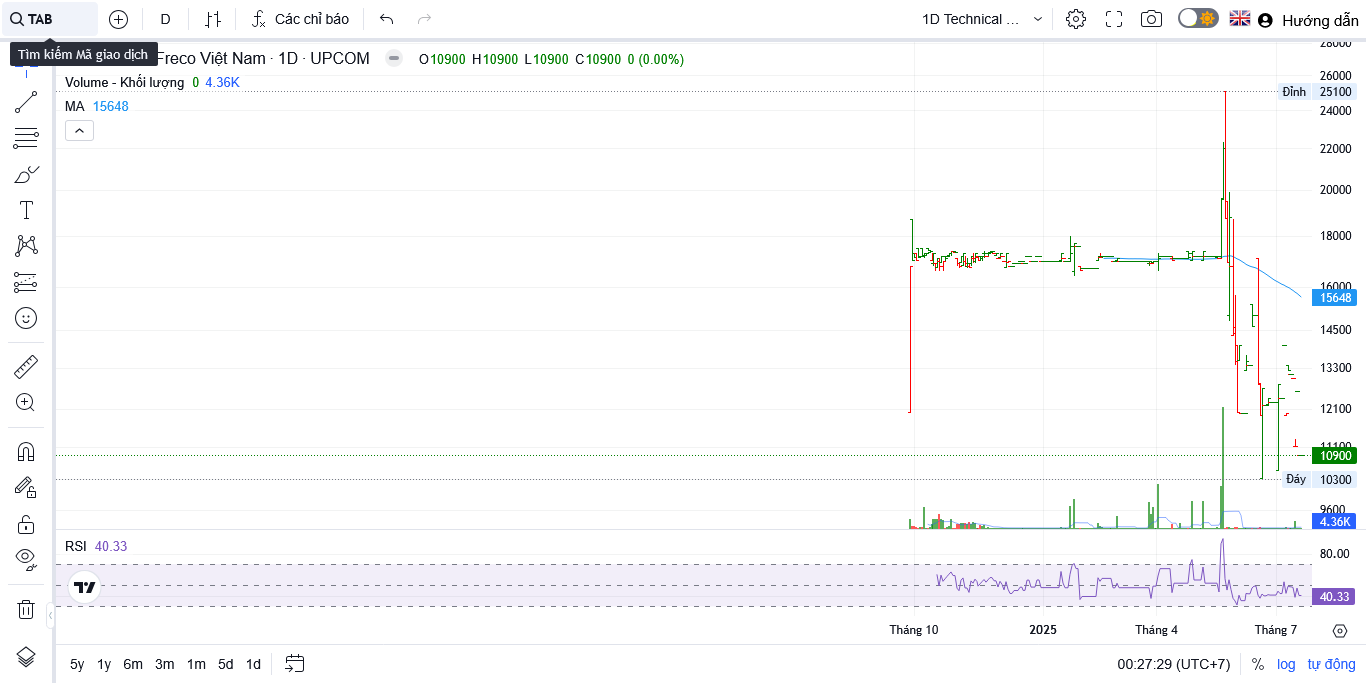 TAB
D
Các chỉ báo
1D Technical ...
Hướng dẫn
Tìm kiếm Mã giao dịch
Freco Việt Nam · 1D · UPCOM
O10900 H10900 L10900 C10900 0 (0.00%)
Volume - Khối lượng 0 4.36K
MA 15648
28000
26000
Đỉnh 25100
24000
22000
20000
18000
16000
15648
14500
13300
12100
11100
10900
Đáy 10300
9600
4.36K
RSI 40.33
80.00
40.33
Tháng 10
2025
Tháng 4
Tháng 7
5y 1y 6m 3m 1m 5d 1d
00:27:29 (UTC+7)
% log tự động